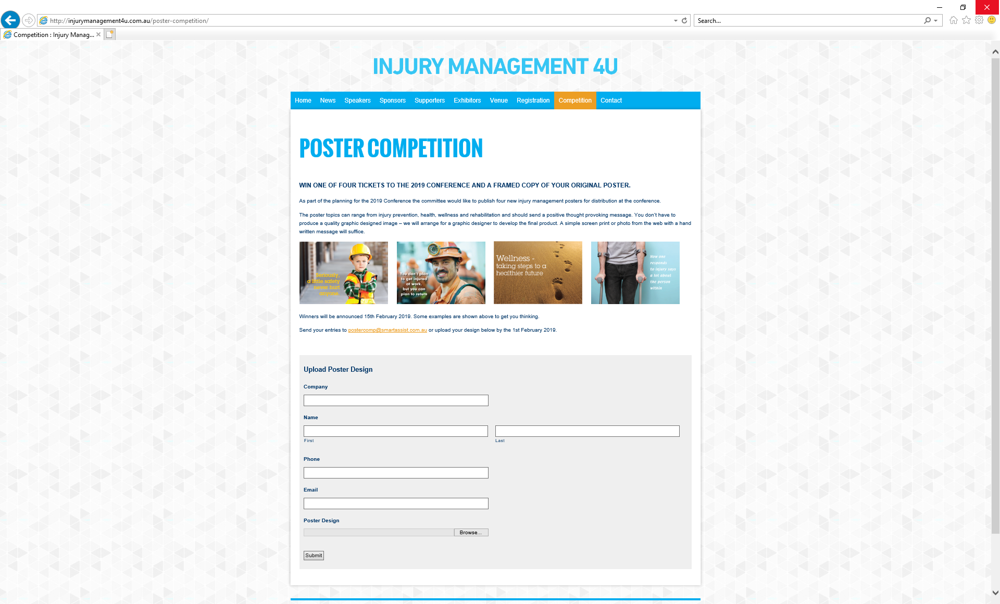 http://injurymanagement4u.com.au/poster-competition/
Search...
Competition : Injury Manag...
INJURY MANAGEMENT 4U
Home News Speakers Sponsors Supporters Exhibitors Venue Registration Competition Contact
POSTER COMPETITION
WIN ONE OF FOUR TICKETS TO THE 2019 CONFERENCE AND A FRAMED COPY OF YOUR ORIGINAL POSTER.
As part of the planning for the 2019 Conference the committee would like to publish four new injury management posters for distribution at the conference.
The poster topics can range from injury prevention, health, wellness and rehabilitation and should send a positive thought provoking message. You don't have to
produce a quality graphic designed image – we will arrange for a graphic designer to develop the final product. A simple screen print or photo from the web with a hand
written message will suffice.
Seriously,
a little safety
never hurt
anyone.
You don't plan
to get injured
at work,
but you can
plan to return
Wellness -
taking steps to a
healthier future
How one
responds
to injury says
a lot about
the person
within
Winners will be announced 15th February 2019. Some examples are shown above to get you thinking.
Send your entries to postercomp@smartassist.com.au or upload your design below by the 1st February 2019.
Upload Poster Design
Company
Name
First Last
Phone
Email
Poster Design
Browse...
Submit